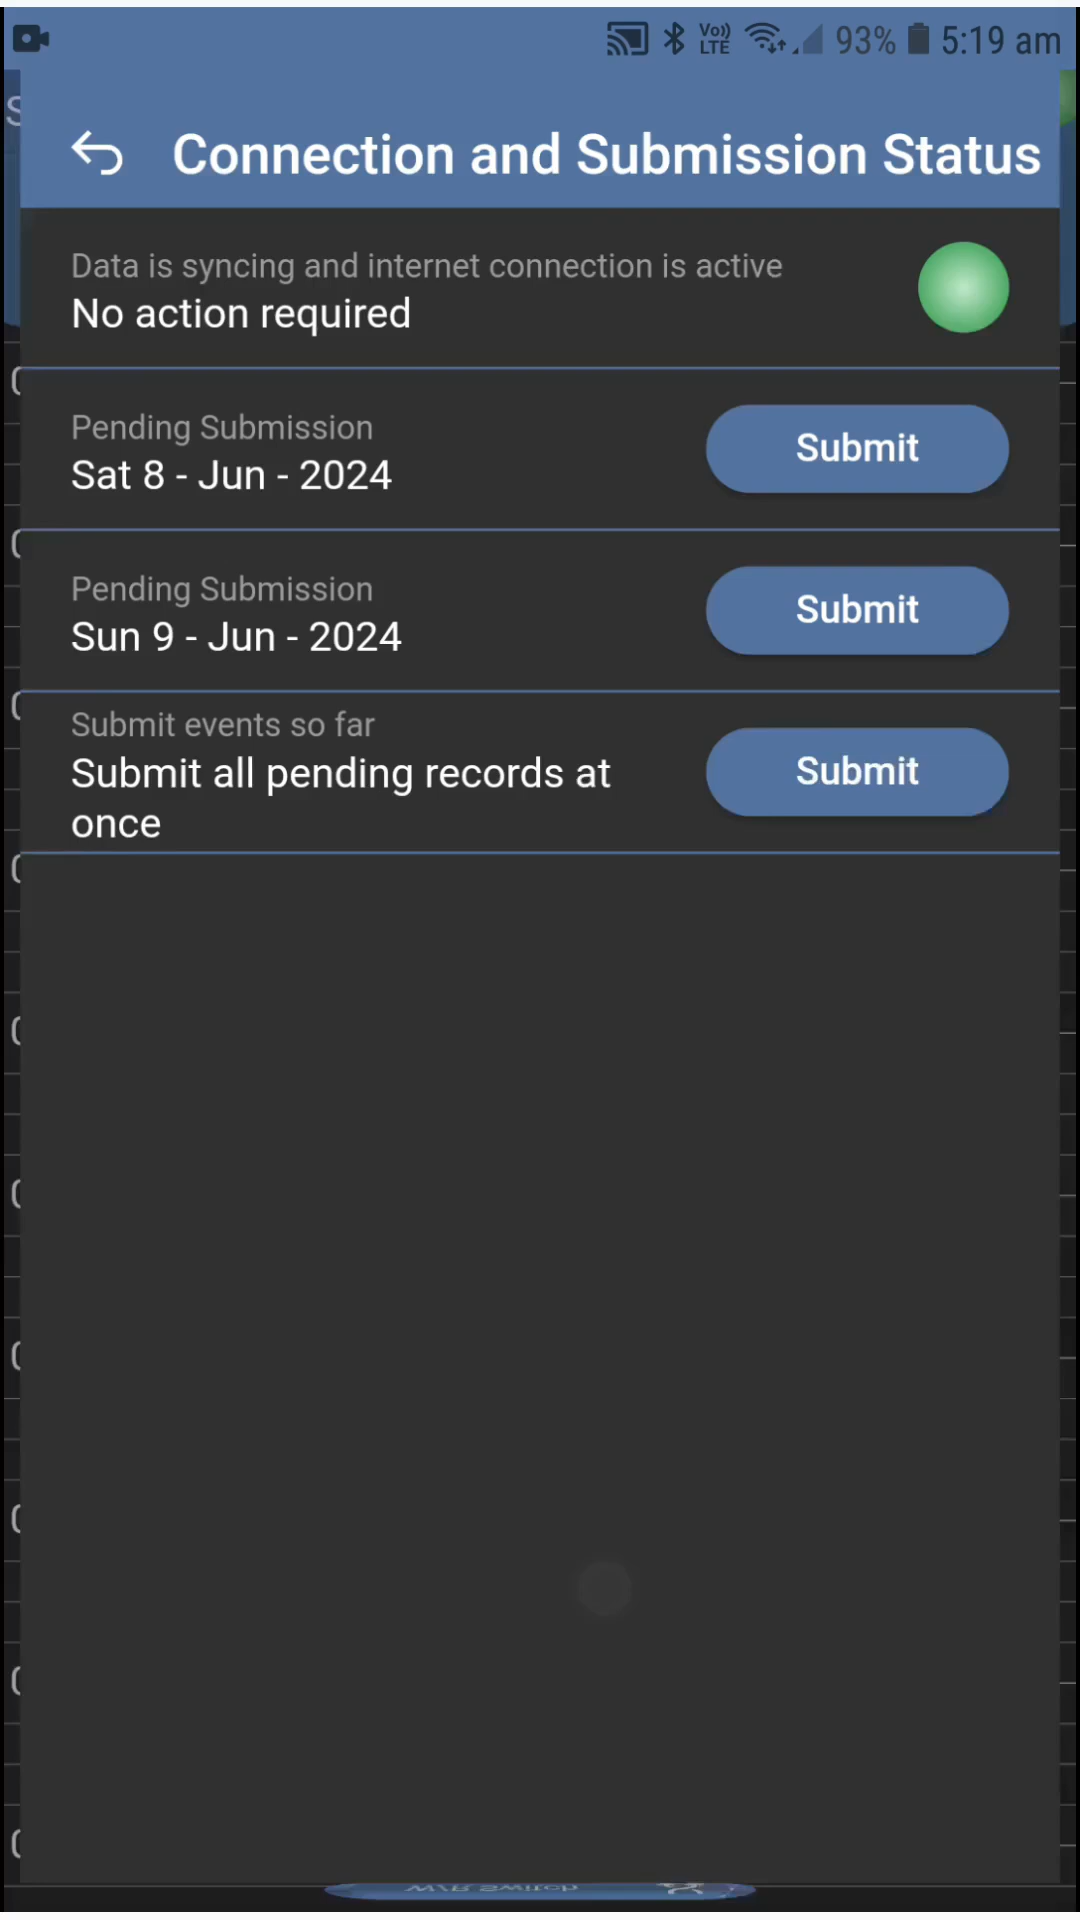 Vo)) LTE 93% 5:19 am
Connection and Submission Status
Data is syncing and internet connection is active
No action required
Pending Submission
Sat 8 - Jun - 2024
Submit
Pending Submission
Sun 9 - Jun - 2024
Submit
Submit events so far
Submit all pending records at
once
Submit